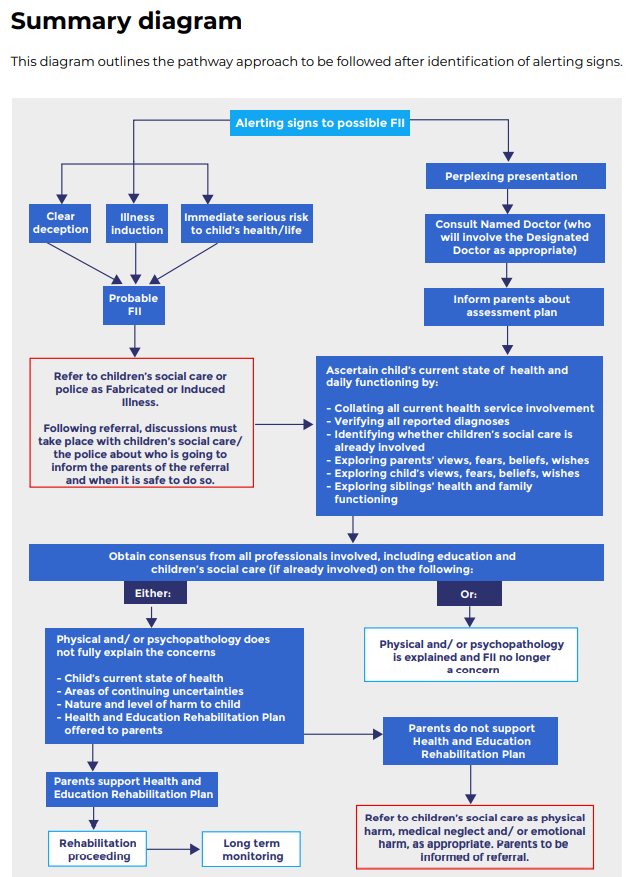 Summary diagram
This diagram outlines the pathway approach to be followed after identification of alerting signs.
Alerting signs to possible FII
Clear
deception
Illness
induction
Immediate serious risk
to child's health/life
Probable
FII
Refer to children's social care or
police as Fabricated or Induced
Illness.
Following referral, discussions must
take place with children's social care/
the police about who is going to
inform the parents of the referral
and when it is safe to do so.
Perplexing presentation
Consult Named Doctor (who
will involve the Designated
Doctor as appropriate)
Inform parents about
assessment plan
Ascertain child's current state of health and
daily functioning by:
- Collating all current health service involvement
- Verifying all reported diagnoses
- Identifying whether children's social care is
already involved
- Exploring parents' views, fears, beliefs, wishes
- Exploring child's views, fears, beliefs, wishes
- Exploring siblings' health and family
functioning
Obtain consensus from all professionals involved, including education and
children's social care (if already involved) on the following:
Either:
Or:
Physical and/ or psychopathology does
not fully explain the concerns
- Child's current state of health
- Areas of continuing uncertainties
- Nature and level of harm to child
- Health and Education Rehabilitation Plan
offered to parents
Physical and/ or psychopathology
is explained and FII no longer
a concern
Parents do not support
Health and Education
Rehabilitation Plan
Parents support Health and
Education Rehabilitation Plan
Rehabilitation
proceeding
Long term
monitoring
Refer to children's social care as physical
harm, medical neglect and/ or emotional
harm, as appropriate. Parents to be
informed of referral.